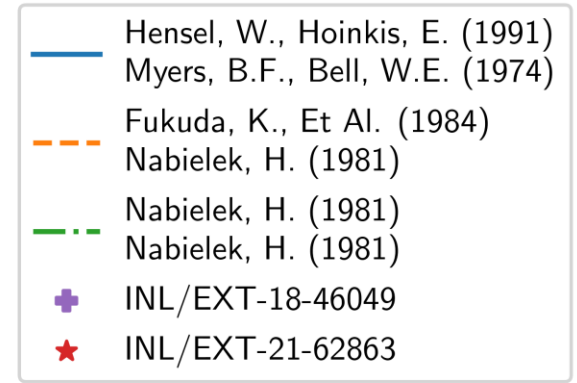 Hensel, W., Hoinkis, E. (1991)
Myers, B.F., Bell, W.E. (1974)
Fukuda, K., Et Al. (1984)
Nabielek, H. (1981)
Nabielek, H. (1981)
Nabielek, H. (1981)
INL/EXT-18-46049
INL/EXT-21-62863